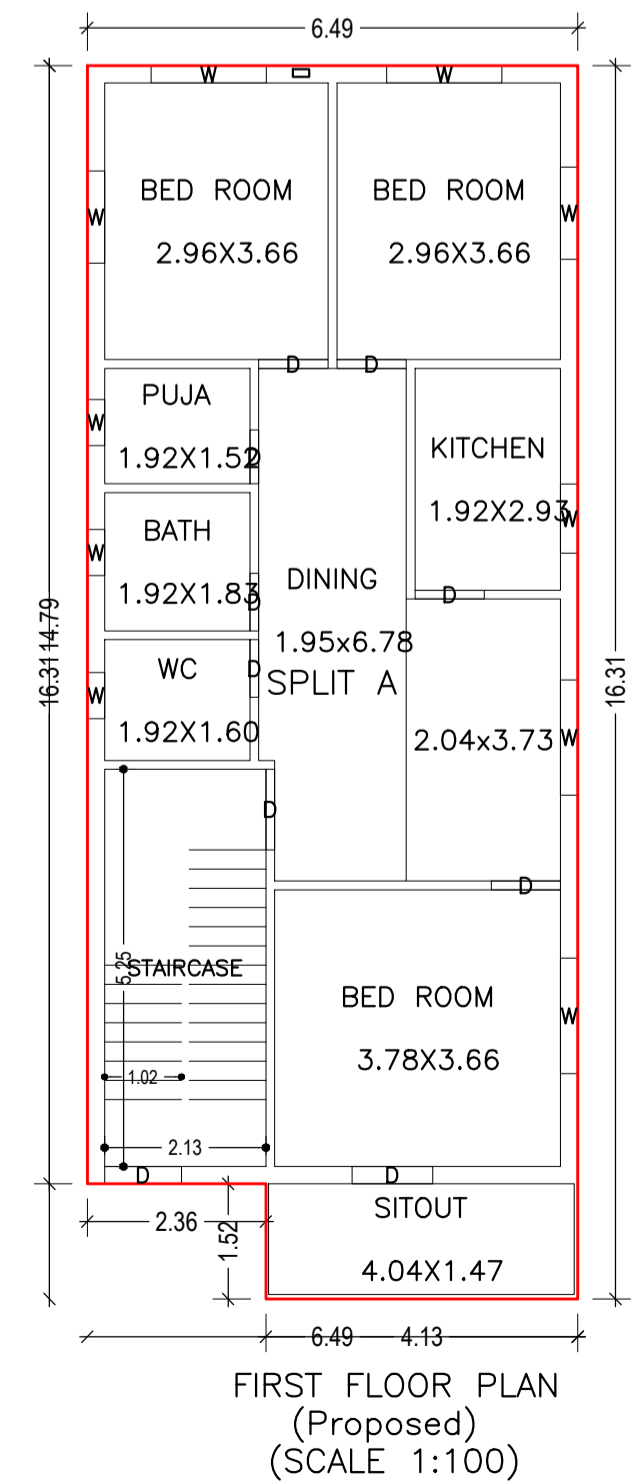 6.49
W
W
BED ROOM
BED ROOM
W
W
2.96X3.66
2.96X3.66
D
D
PUJA
W
KITCHEN
1.92X1.52
D
1.92X2.93
W
BATH
W
DINING
1.92X1.83
D
D
16.31
14.79
1.95x6.78
16.31
WC
D
SPLIT A
W
1.92X1.60
2.04x3.73
W
D
D
5.25
STAIRCASE
BED ROOM
W
3.78X3.66
1.02
2.13
D
D
SITOUT
2.36
1.52
4.04X1.47
6.49
4.13
FIRST FLOOR PLAN
(Proposed)
(SCALE 1:100)